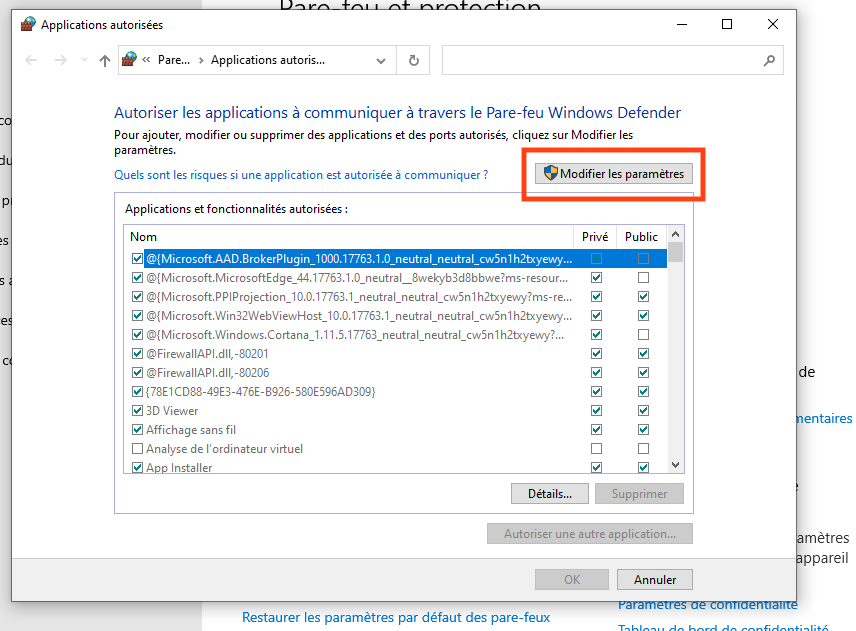 Pare-feu et protection
Applications autorisées
« Pare... › Applications autoris...
Autoriser les applications à communiquer à travers le Pare-feu Windows Defender
Pour ajouter, modifier ou supprimer des applications et des ports autorisés, cliquez sur Modifier les
paramètres.
Quels sont les risques si une application est autorisée à communiquer ?
Modifier les paramètres
Applications et fonctionnalités autorisées :
Nom Privé Public
@{Microsoft.AAD.BrokerPlugin_1000.17763.1.0_neutral_neutral_cw5n1h2txyewy...
@{Microsoft.MicrosoftEdge_44.17763.1.0_neutral__8wekyb3d8bbwe?ms-resour...
@{Microsoft.PPIProjection_10.0.17763.1_neutral_neutral_cw5n1h2txyewy?ms-re...
@{Microsoft.Win32WebViewHost_10.0.17763.1_neutral_neutral_cw5n1h2txyewy...
@{Microsoft.Windows.Cortana_1.11.5.17763_neutral_neutral_cw5n1h2txyewy?...
@FirewallAPI.dll,-80201
@FirewallAPI.dll,-80206
{78E1CD88-49E3-476E-B926-580E596AD309}
3D Viewer
Affichage sans fil
Analyse de l'ordinateur virtuel
App Installer
Détails... Supprimer
Autoriser une autre application...
OK Annuler
de
mentaires
amètres
appareil
Paramètres de confidentialité
Restaurer les paramètres par défaut des pare-feux
Tableau de bord de confidentialité